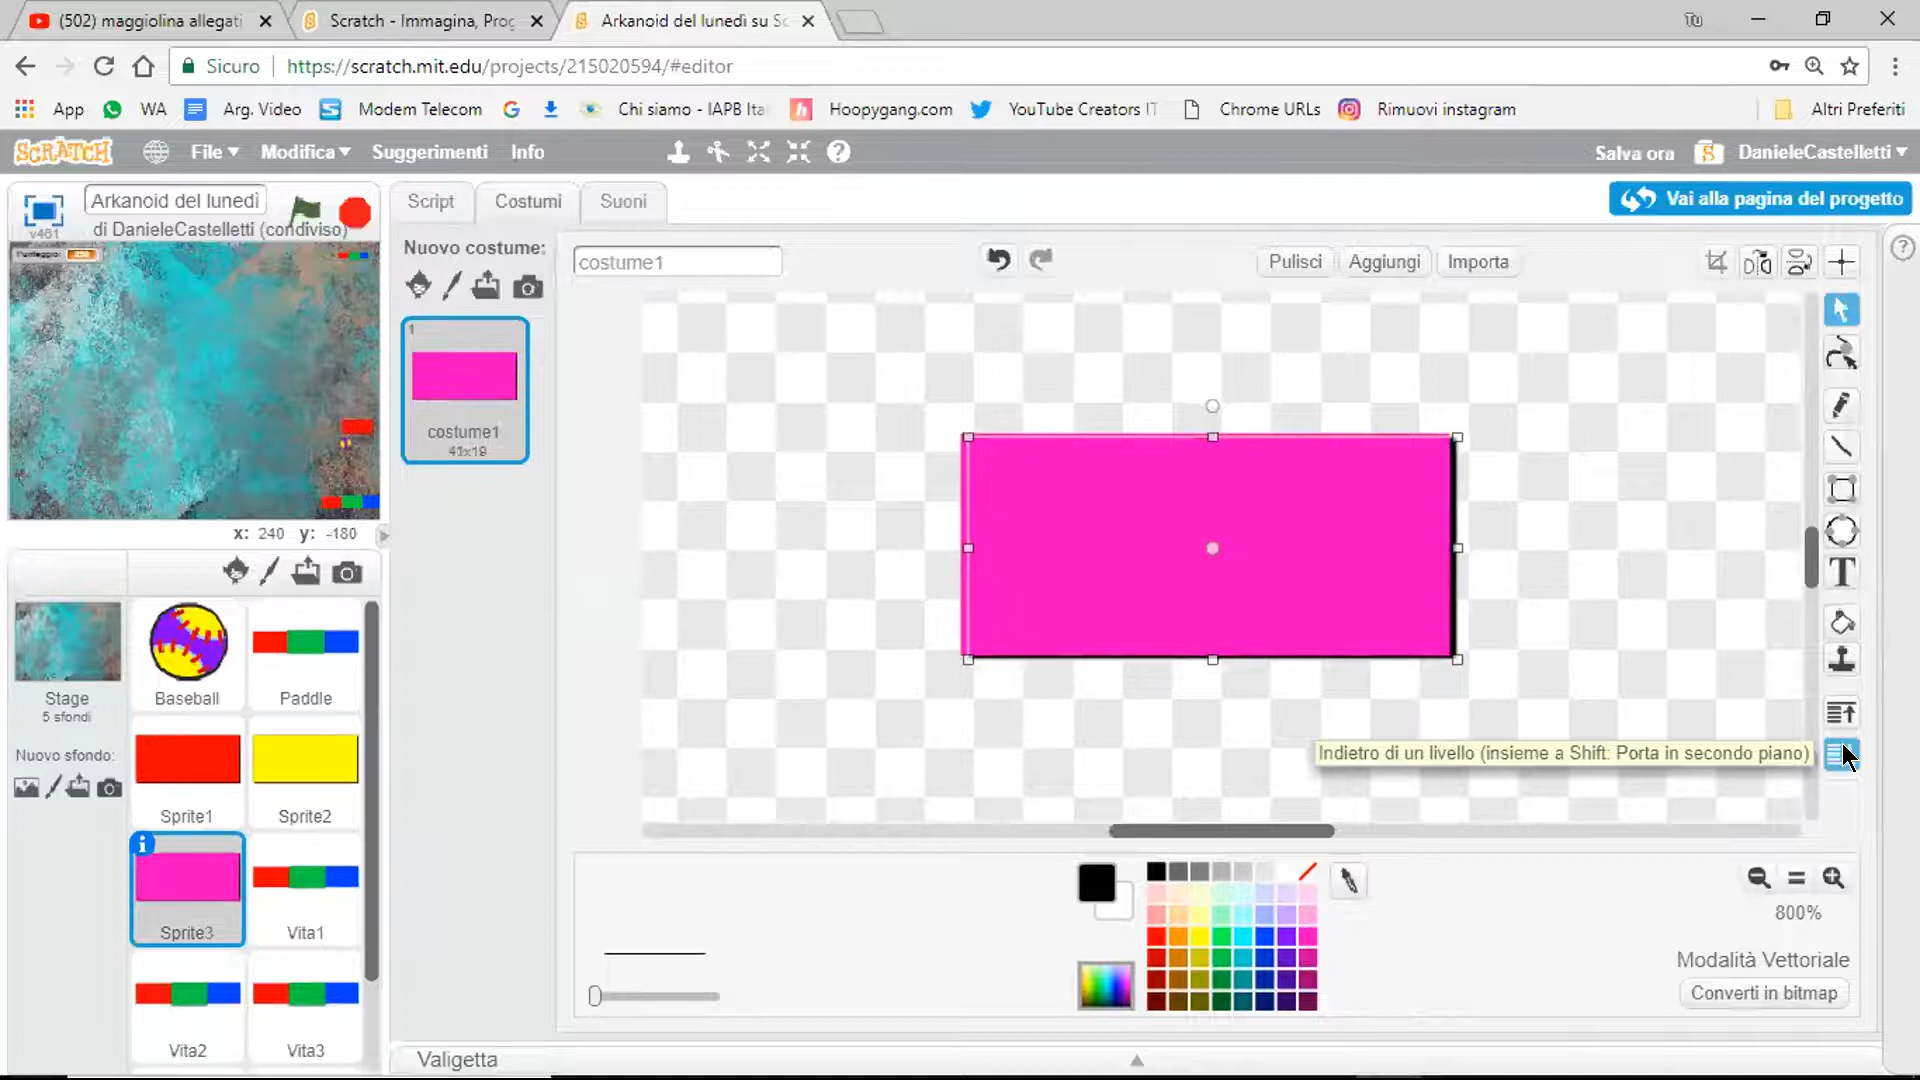 (502) maggiolina allegati
Scratch - Immagina, Prog
Arkanoid del lunedì su Sc
Tu
Sicuro
https://scratch.mit.edu/projects/215020594/#editor
App
WA
Arg. Video
Modem Telecom
Chi siamo - IAPB Ita
Hoopygang.com
YouTube Creators IT
Chrome URLs
Rimuovi instagram
Altri Preferiti
SCRATCH
File
Modifica
Suggerimenti
Info
Salva ora
DanieleCastelletti
v461
Arkanoid del lunedì
di DanieleCastelletti (condiviso)
Script
Costumi
Suoni
Vai alla pagina del progetto
Punteggio:
x: 240 y: -180
Nuovo costume:
costume1
Pulisci
Aggiungi
Importa
1
costume1
41x19
T
Indietro di un livello (insieme a Shift: Porta in secondo piano)
Stage
5 sfondi
Nuovo sfondo:
Baseball
Paddle
Sprite1
Sprite2
Sprite3
Vita1
Vita2
Vita3
800%
Modalità Vettoriale
Converti in bitmap
Valigetta